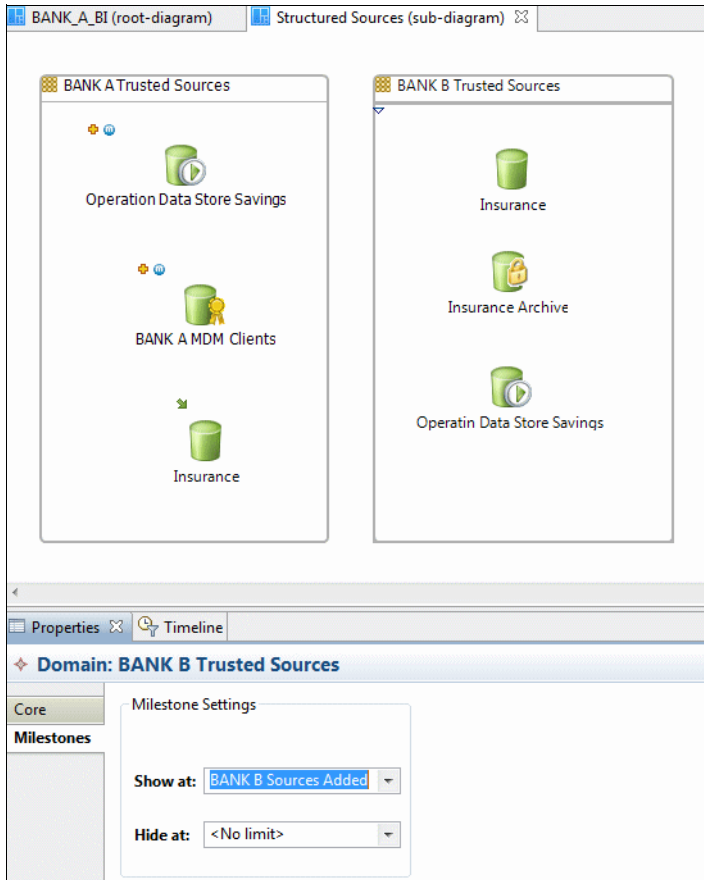 BANK_A_BI (root-diagram)
Structured Sources (sub-diagram)
BANK A Trusted Sources
Operation Data Store Savings
BANK A MDM Clients
Insurance
BANK B Trusted Sources
Insurance
Insurance Archive
Operatin Data Store Savings
Properties
Timeline
Domain: BANK B Trusted Sources
Core
Milestones
Milestone Settings
Show at: BANK B Sources Added
Hide at: <No limit>